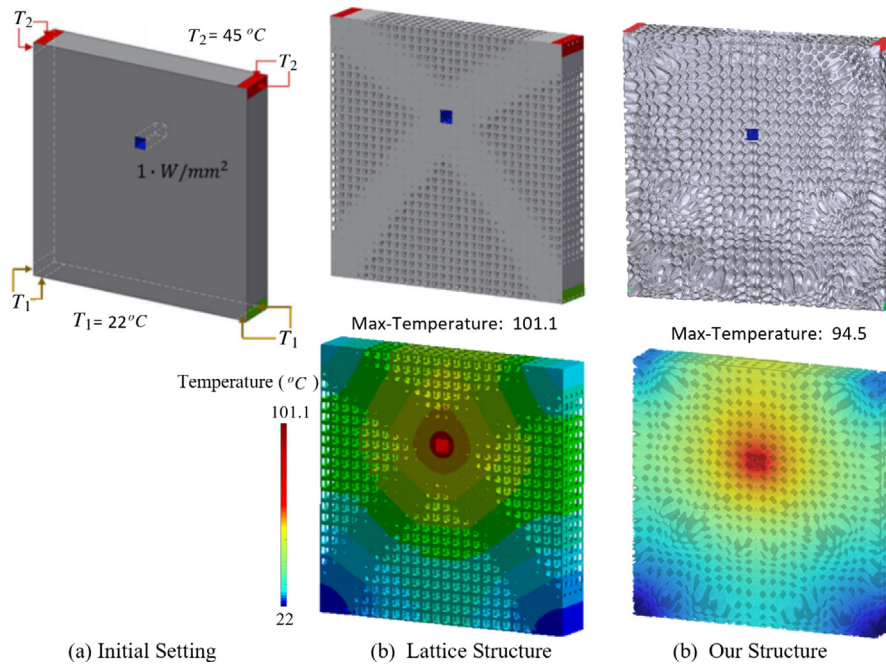 T2
T2 = 45 °C
T2
1 · W/mm²
T1
T1 = 22 °C
T1
Max-Temperature: 101.1
Max-Temperature: 94.5
Temperature ( °C )
101.1
22
(a) Initial Setting
(b) Lattice Structure
(b) Our Structure